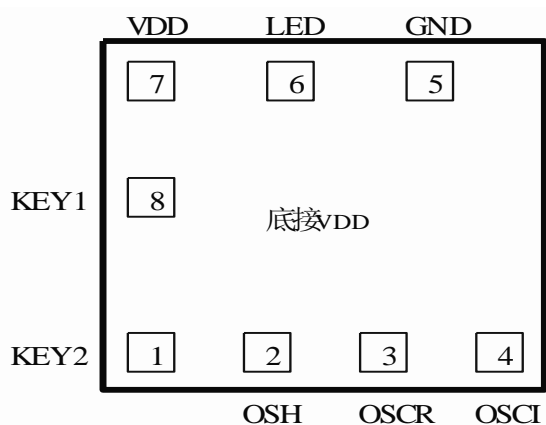 VDD LED GND
7 6 5
KEY1 8
底接VDD
KEY2 1 2 3 4
OSH OSCR OSCI